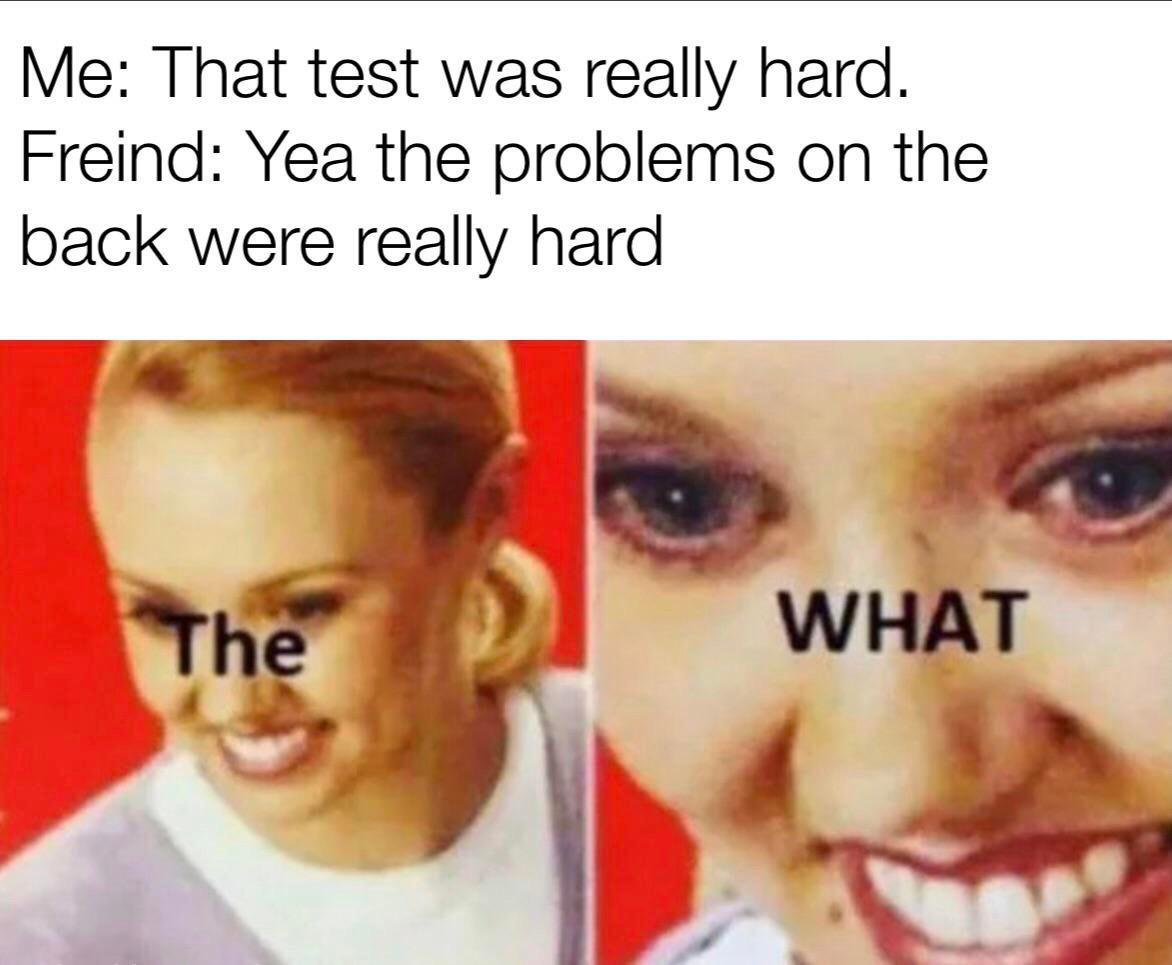 Me: That test was really hard.
Freind: Yea the problems on the
back were really hard
The
WHAT